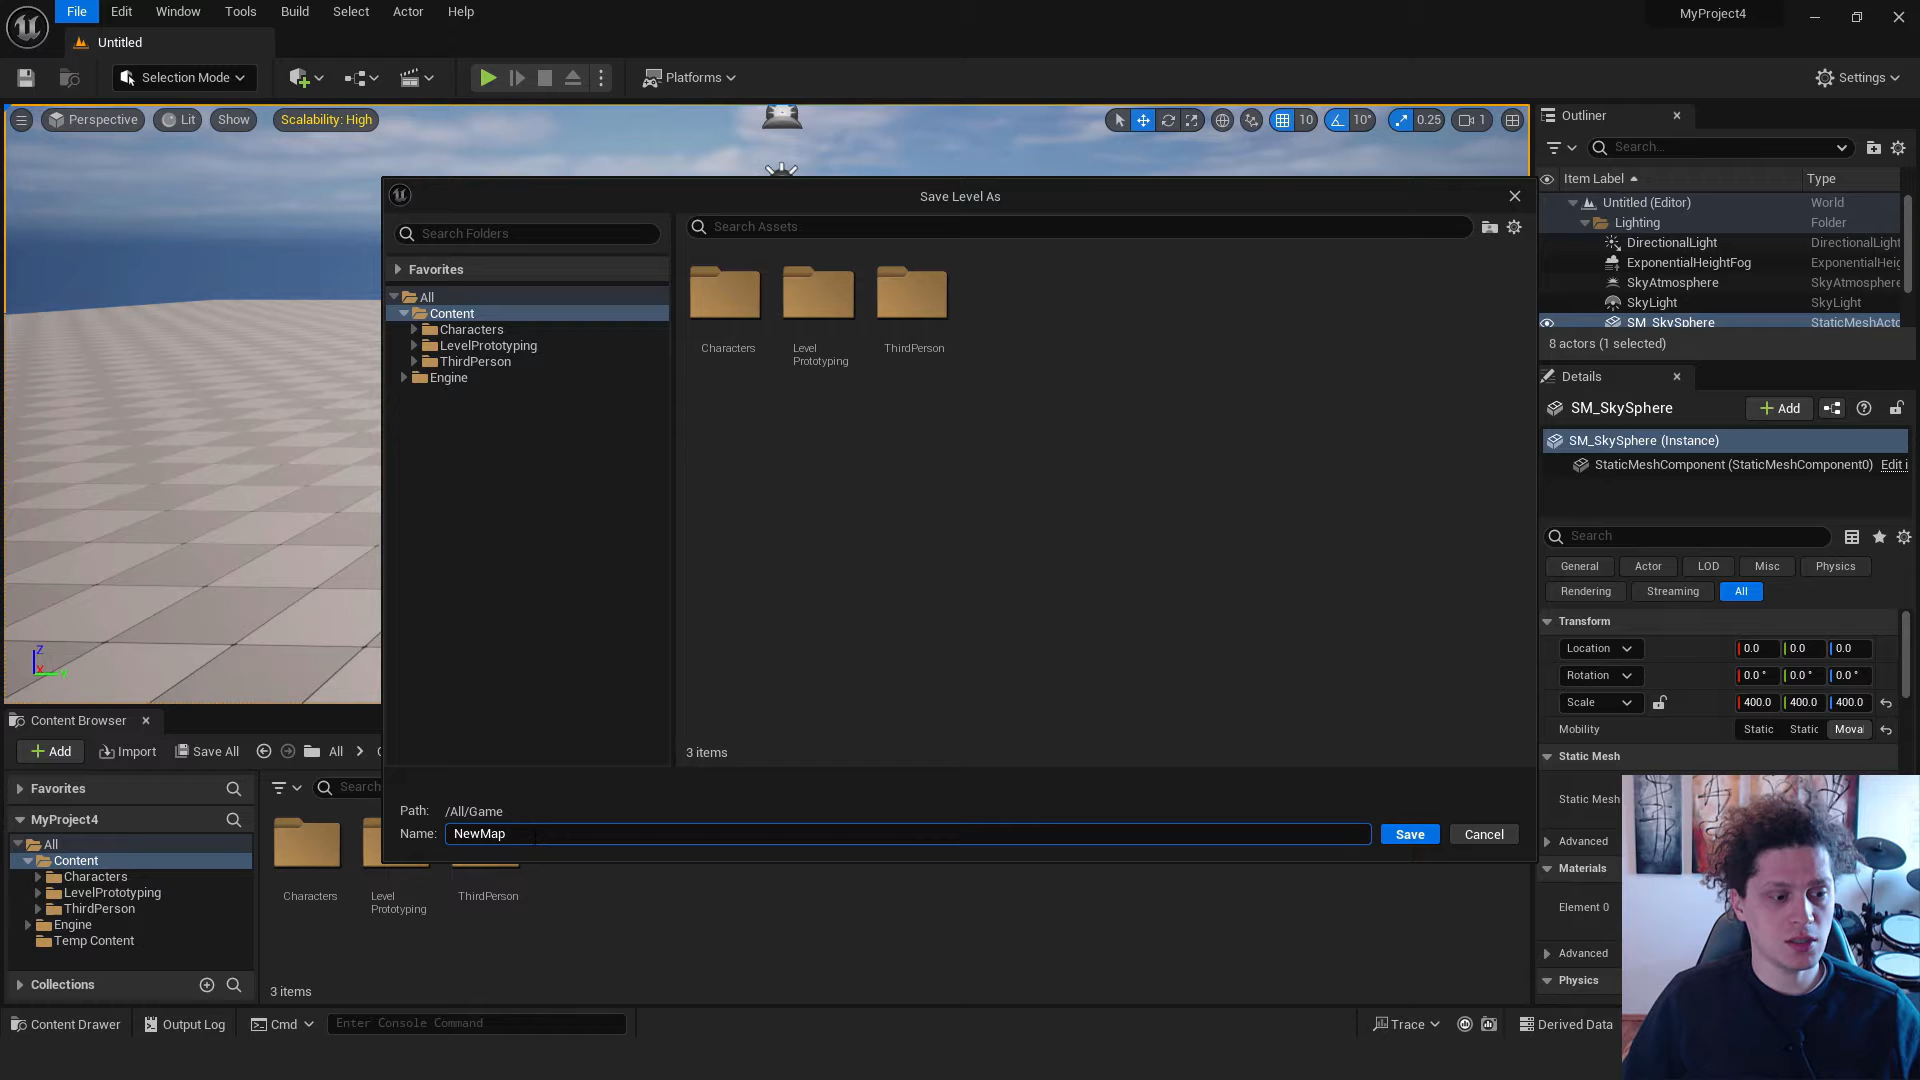 File Edit Window Tools Build Select Actor Help
MyProject4
Untitled
Selection Mode
Platforms
Settings
Perspective
Lit
Show
Scalability: High
10
10°
0.25
1
Outliner
Search...
Item Label
Type
Untitled (Editor)
World
Lighting
Folder
DirectionalLight
DirectionalLight
ExponentialHeightFog
ExponentialHeig
SkyAtmosphere
SkyAtmosphere
SkyLight
SkyLight
SM_SkySphere
StaticMeshActo
8 actors (1 selected)
Save Level As
Search Folders
Favorites
All
Content
Characters
LevelPrototyping
ThirdPerson
Engine
Search Assets
Characters
Level
Prototyping
ThirdPerson
3 items
Path:
/All/Game
Name:
NewMap
Save
Cancel
Details
SM_SkySphere
Add
SM_SkySphere (Instance)
StaticMeshComponent (StaticMeshComponent0)
Edit i
Search
General
Actor
LOD
Misc
Physics
Rendering
Streaming
All
Transform
Location
0.0
0.0
0.0
Rotation
0.0 °
0.0 °
0.0 °
Scale
400.0
400.0
400.0
Mobility
Static
Static
Moval
Static Mesh
Static Mesh
Advanced
Materials
Element 0
Advanced
Physics
Content Browser
Add
Import
Save All
All
Favorites
MyProject4
All
Content
Characters
LevelPrototyping
ThirdPerson
Engine
Temp Content
Collections
Search
Characters
Level
Prototyping
ThirdPerson
3 items
Content Drawer
Output Log
Cmd
Enter Console Command
Trace
Derived Data
X
Z